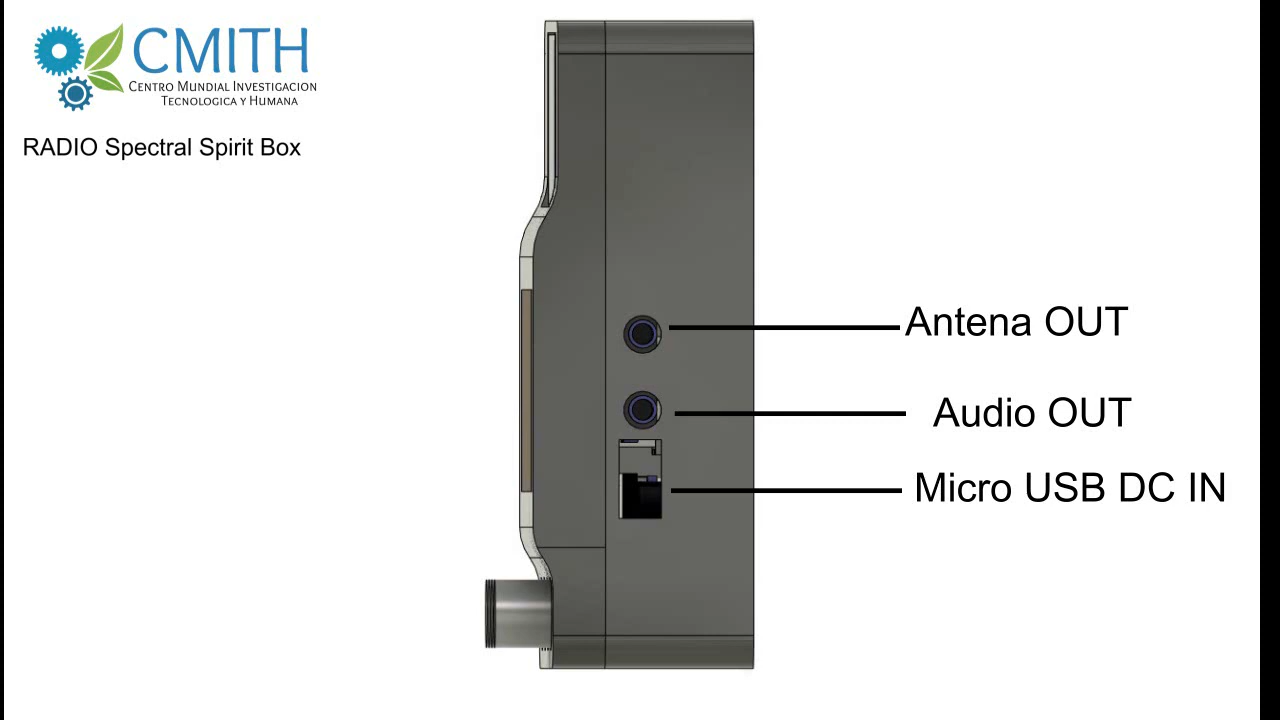 CMITH
CENTRO MUNDIAL INVESTIGACION
TECNOLOGICA Y HUMANA
RADIO Spectral Spirit Box
Antena OUT
Audio OUT
Micro USB DC IN